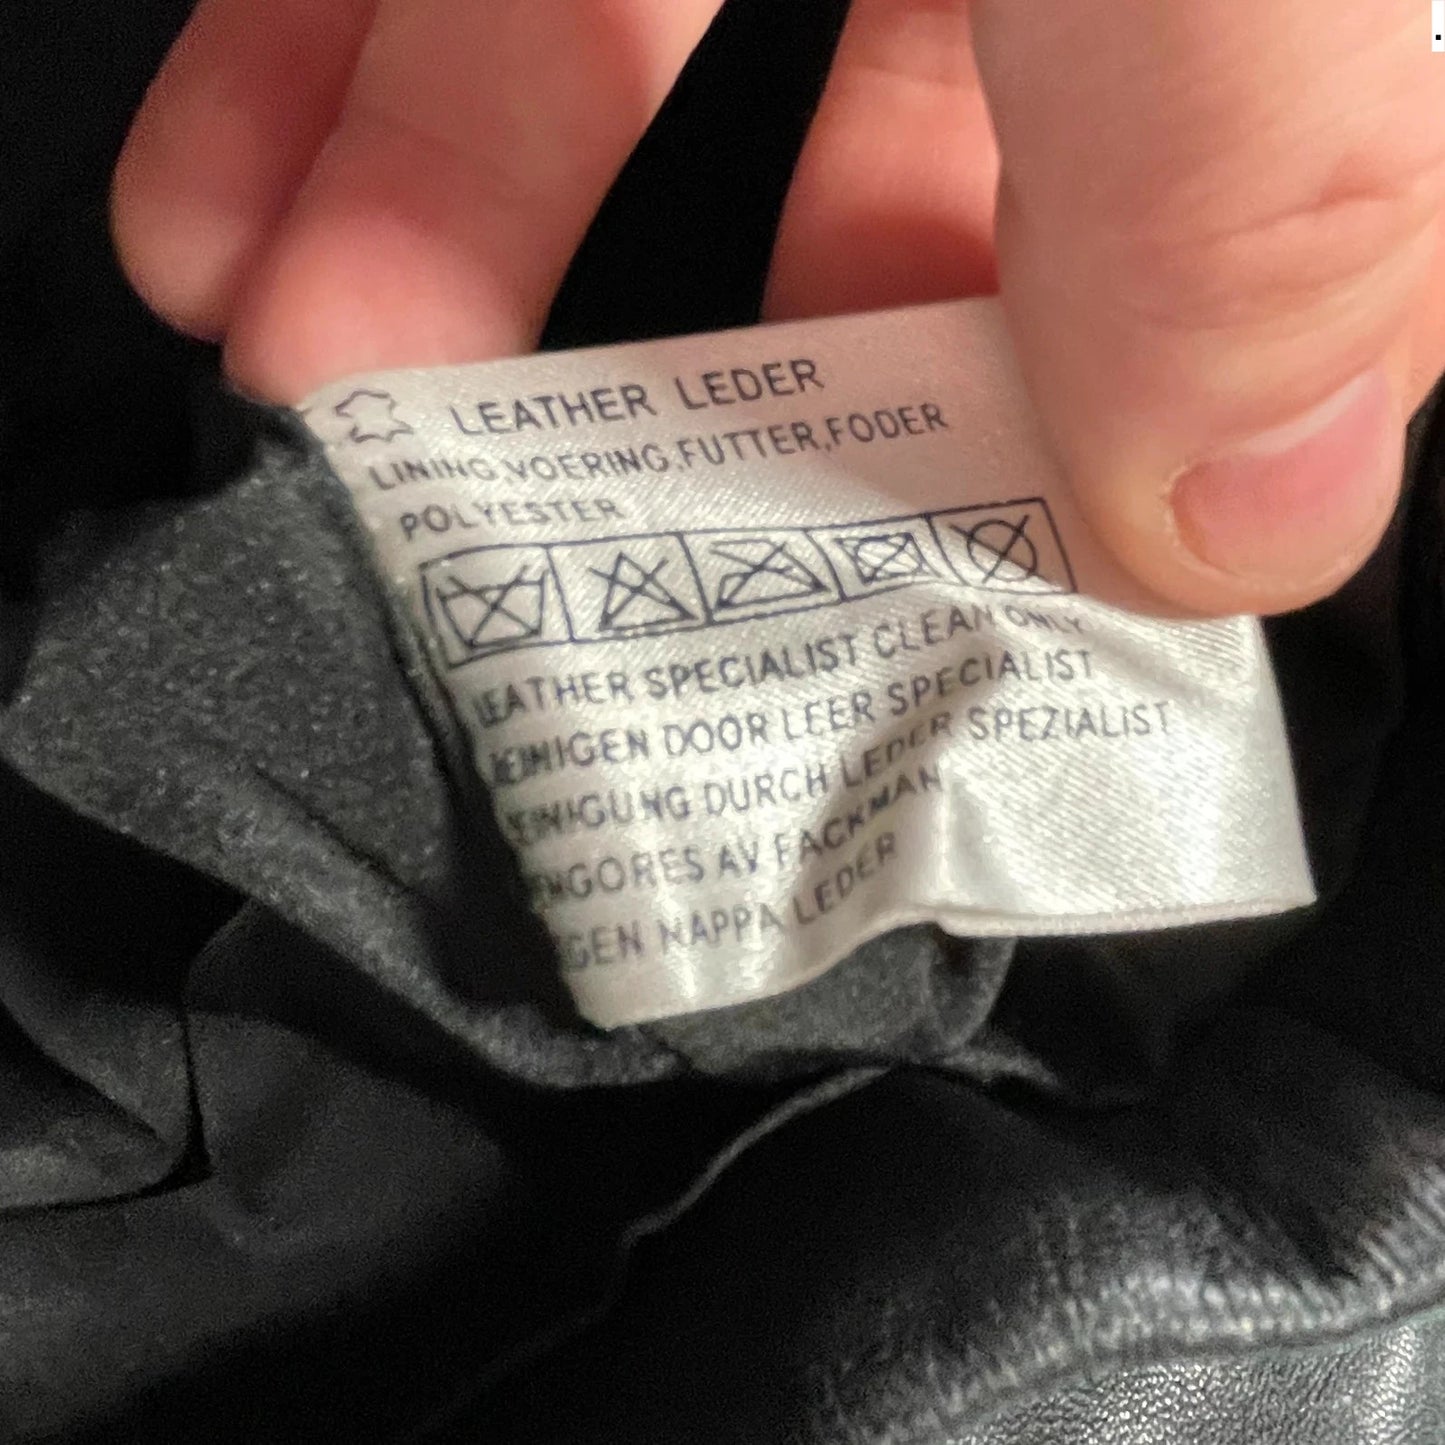 LEATHER LEDER
LINING,VOERING,FUTTER,FODER
POLYESTER
LEATHER SPECIALIST CLEAN ONLY
REINIGEN DOOR LEER SPECIALIST
REINIGUNG DURCH LEDER SPEZIALIST
RENGORES AV FACKMAN
NAPPA LEDER
.